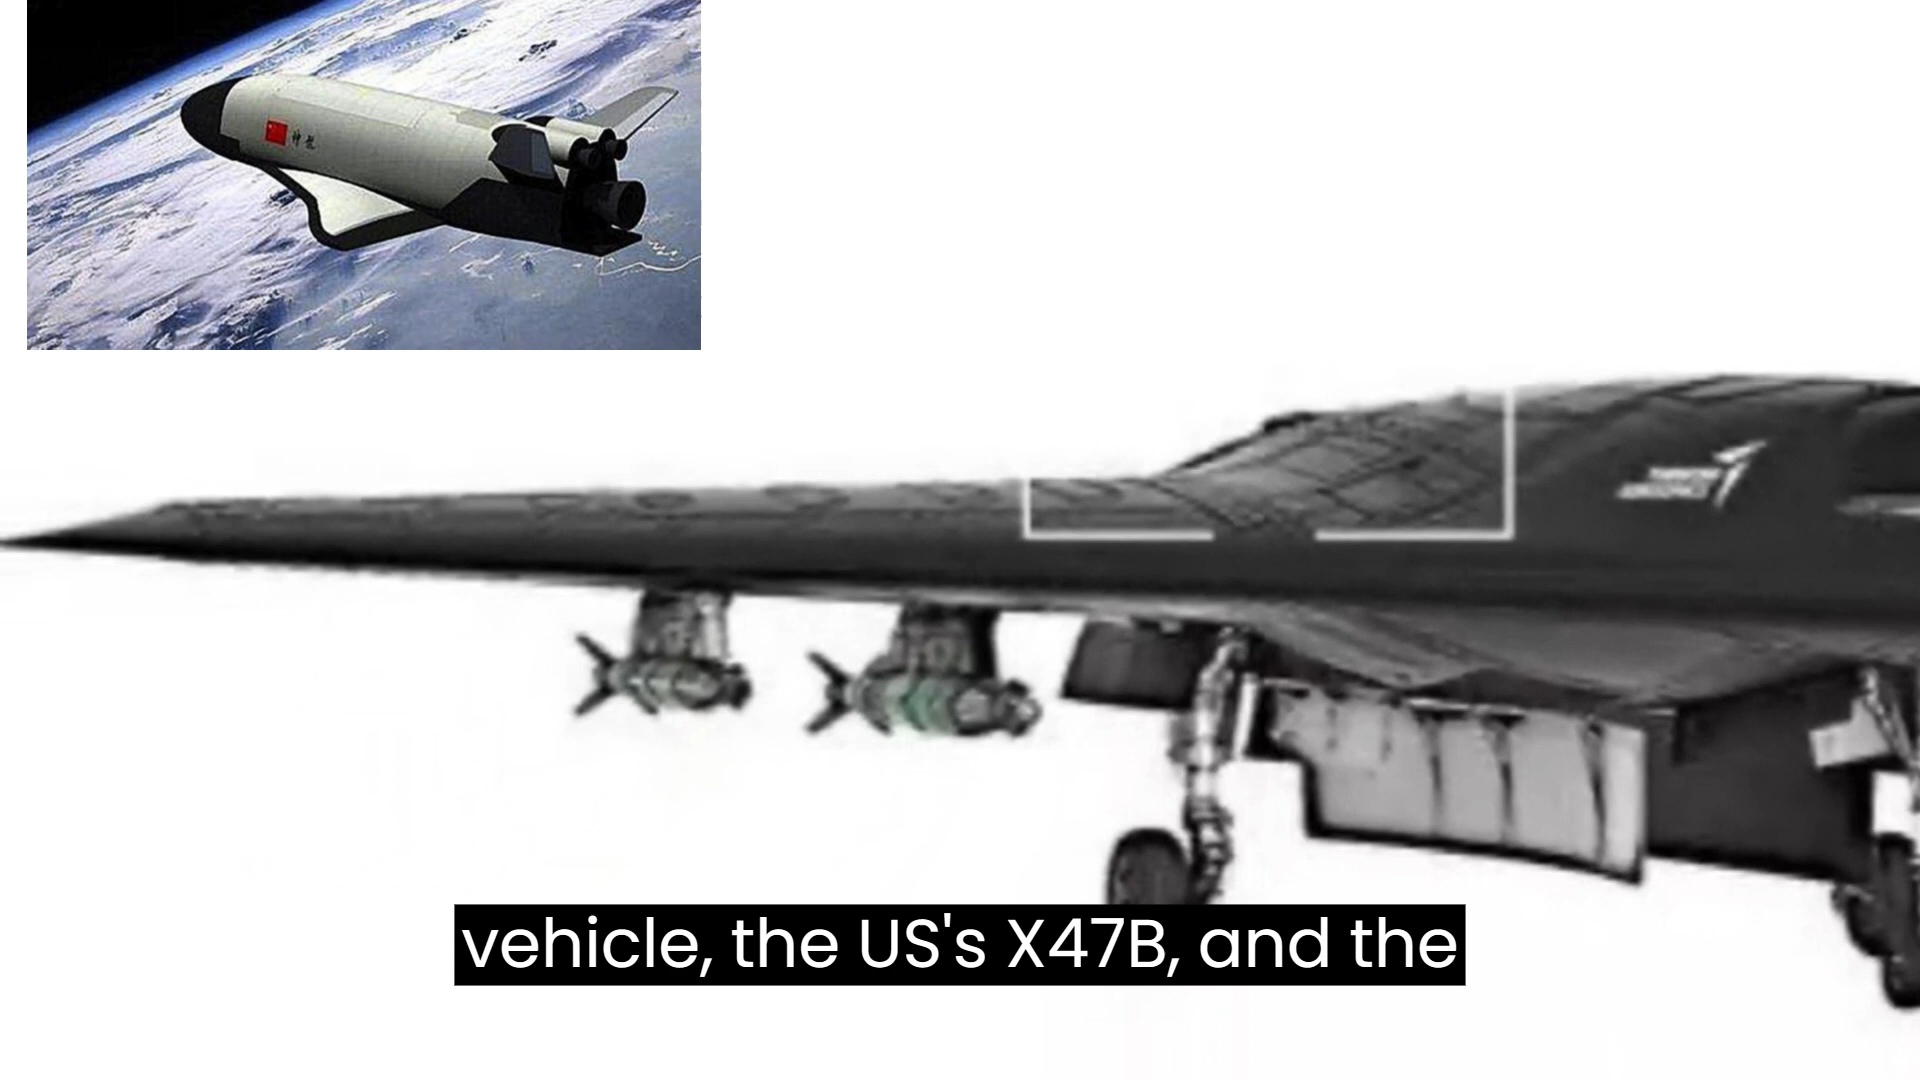 神龙
vehicle, the US's X47B, and the